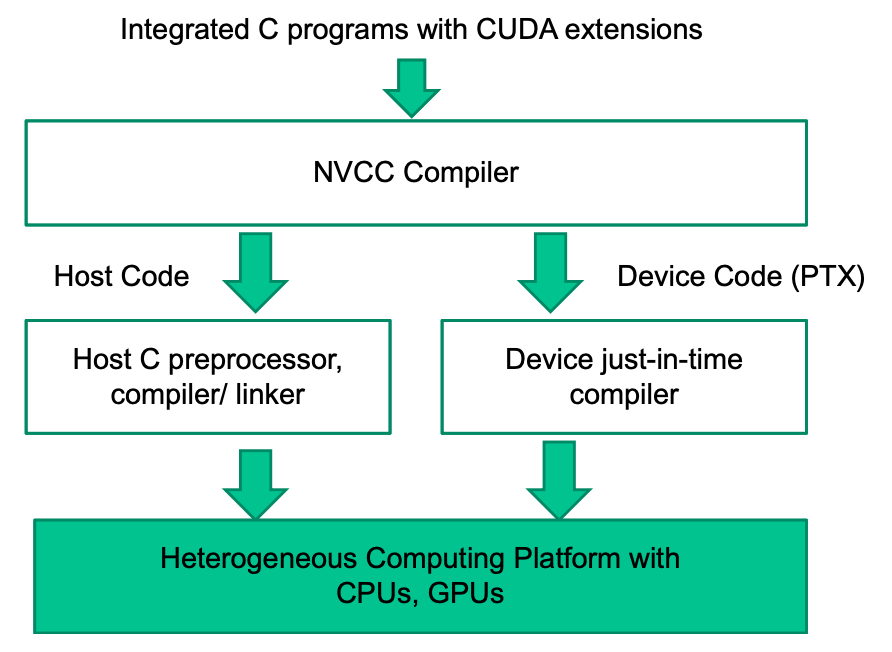 Integrated C programs with CUDA extensions
NVCC Compiler
Host Code
Device Code (PTX)
Host C preprocessor,
compiler/ linker
Device just-in-time
compiler
Heterogeneous Computing Platform with
CPUs, GPUs